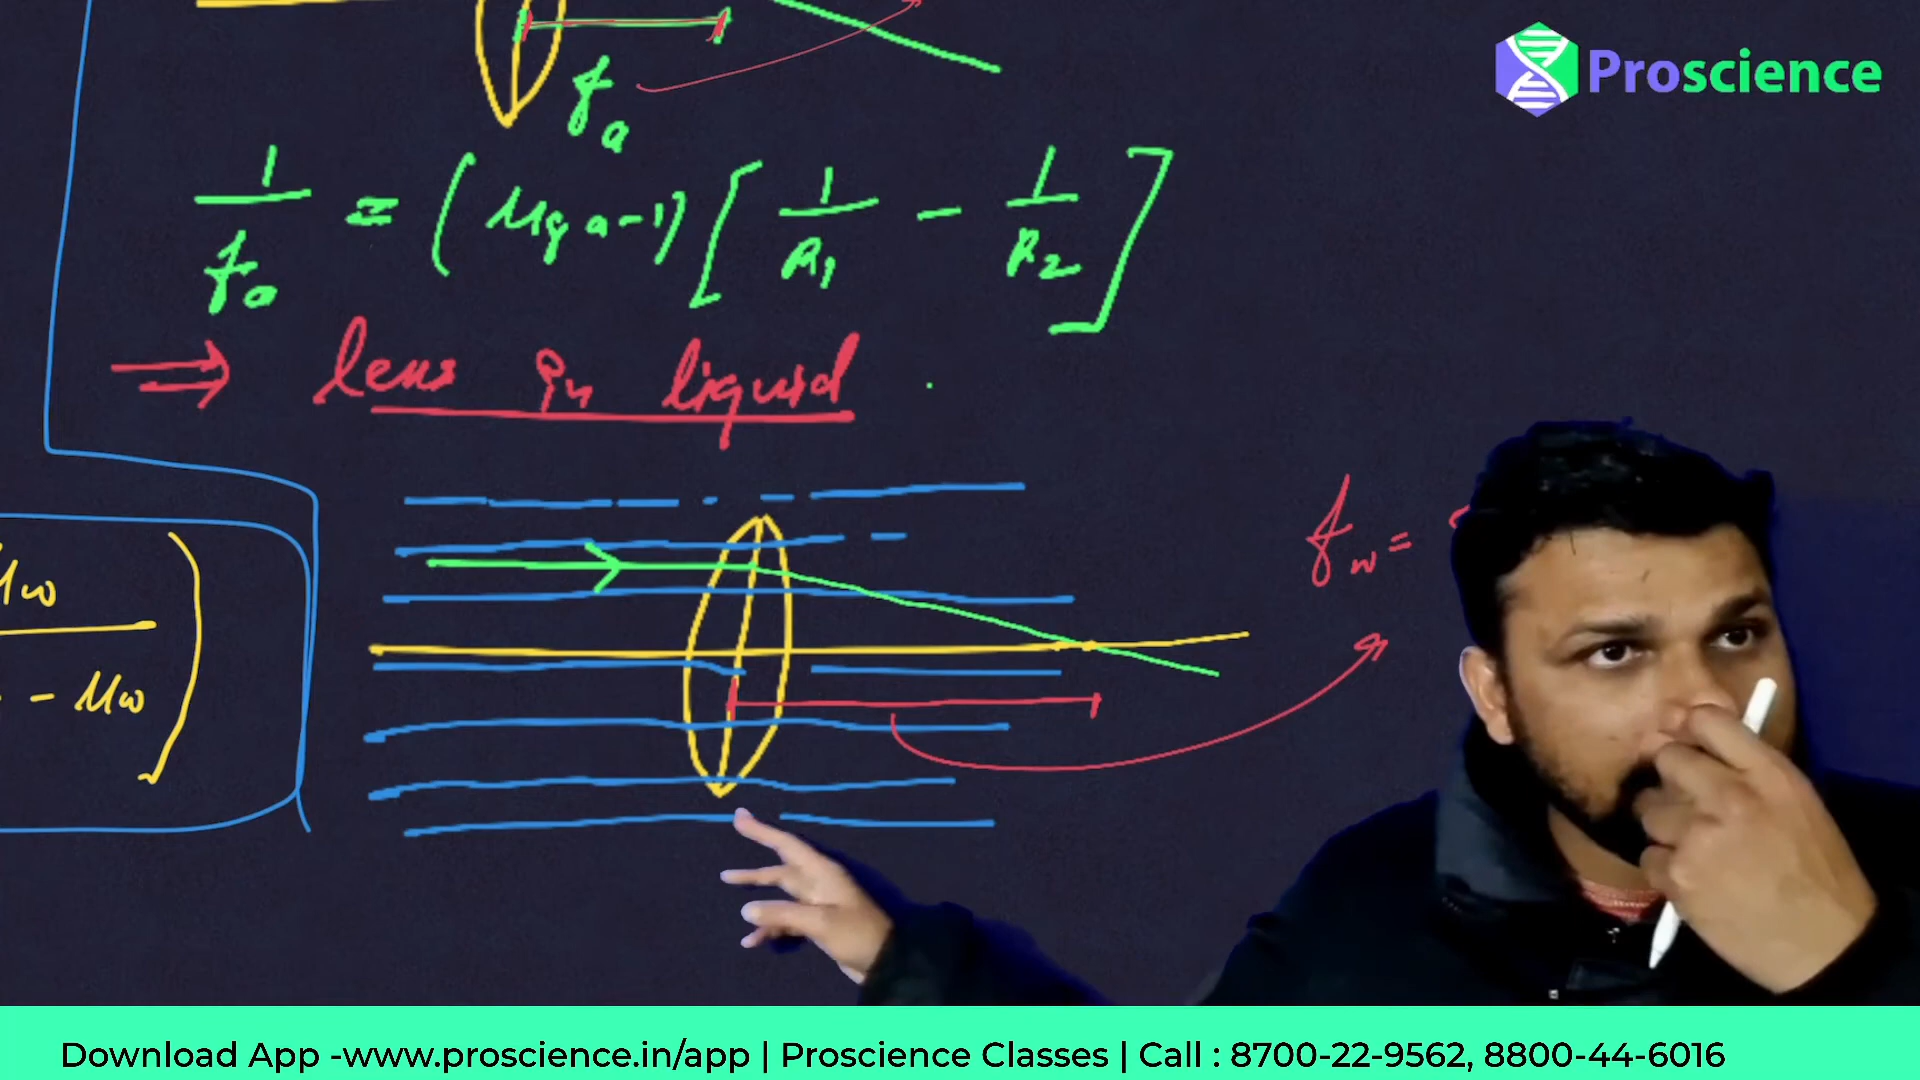 Proscience
fa
1/fa = (μga-1) [1/R1 - 1/R2]
⇒ lens in liquid
fw =
μw
- μw
Download App -www.proscience.in/app | Proscience Classes | Call : 8700-22-9562, 8800-44-6016